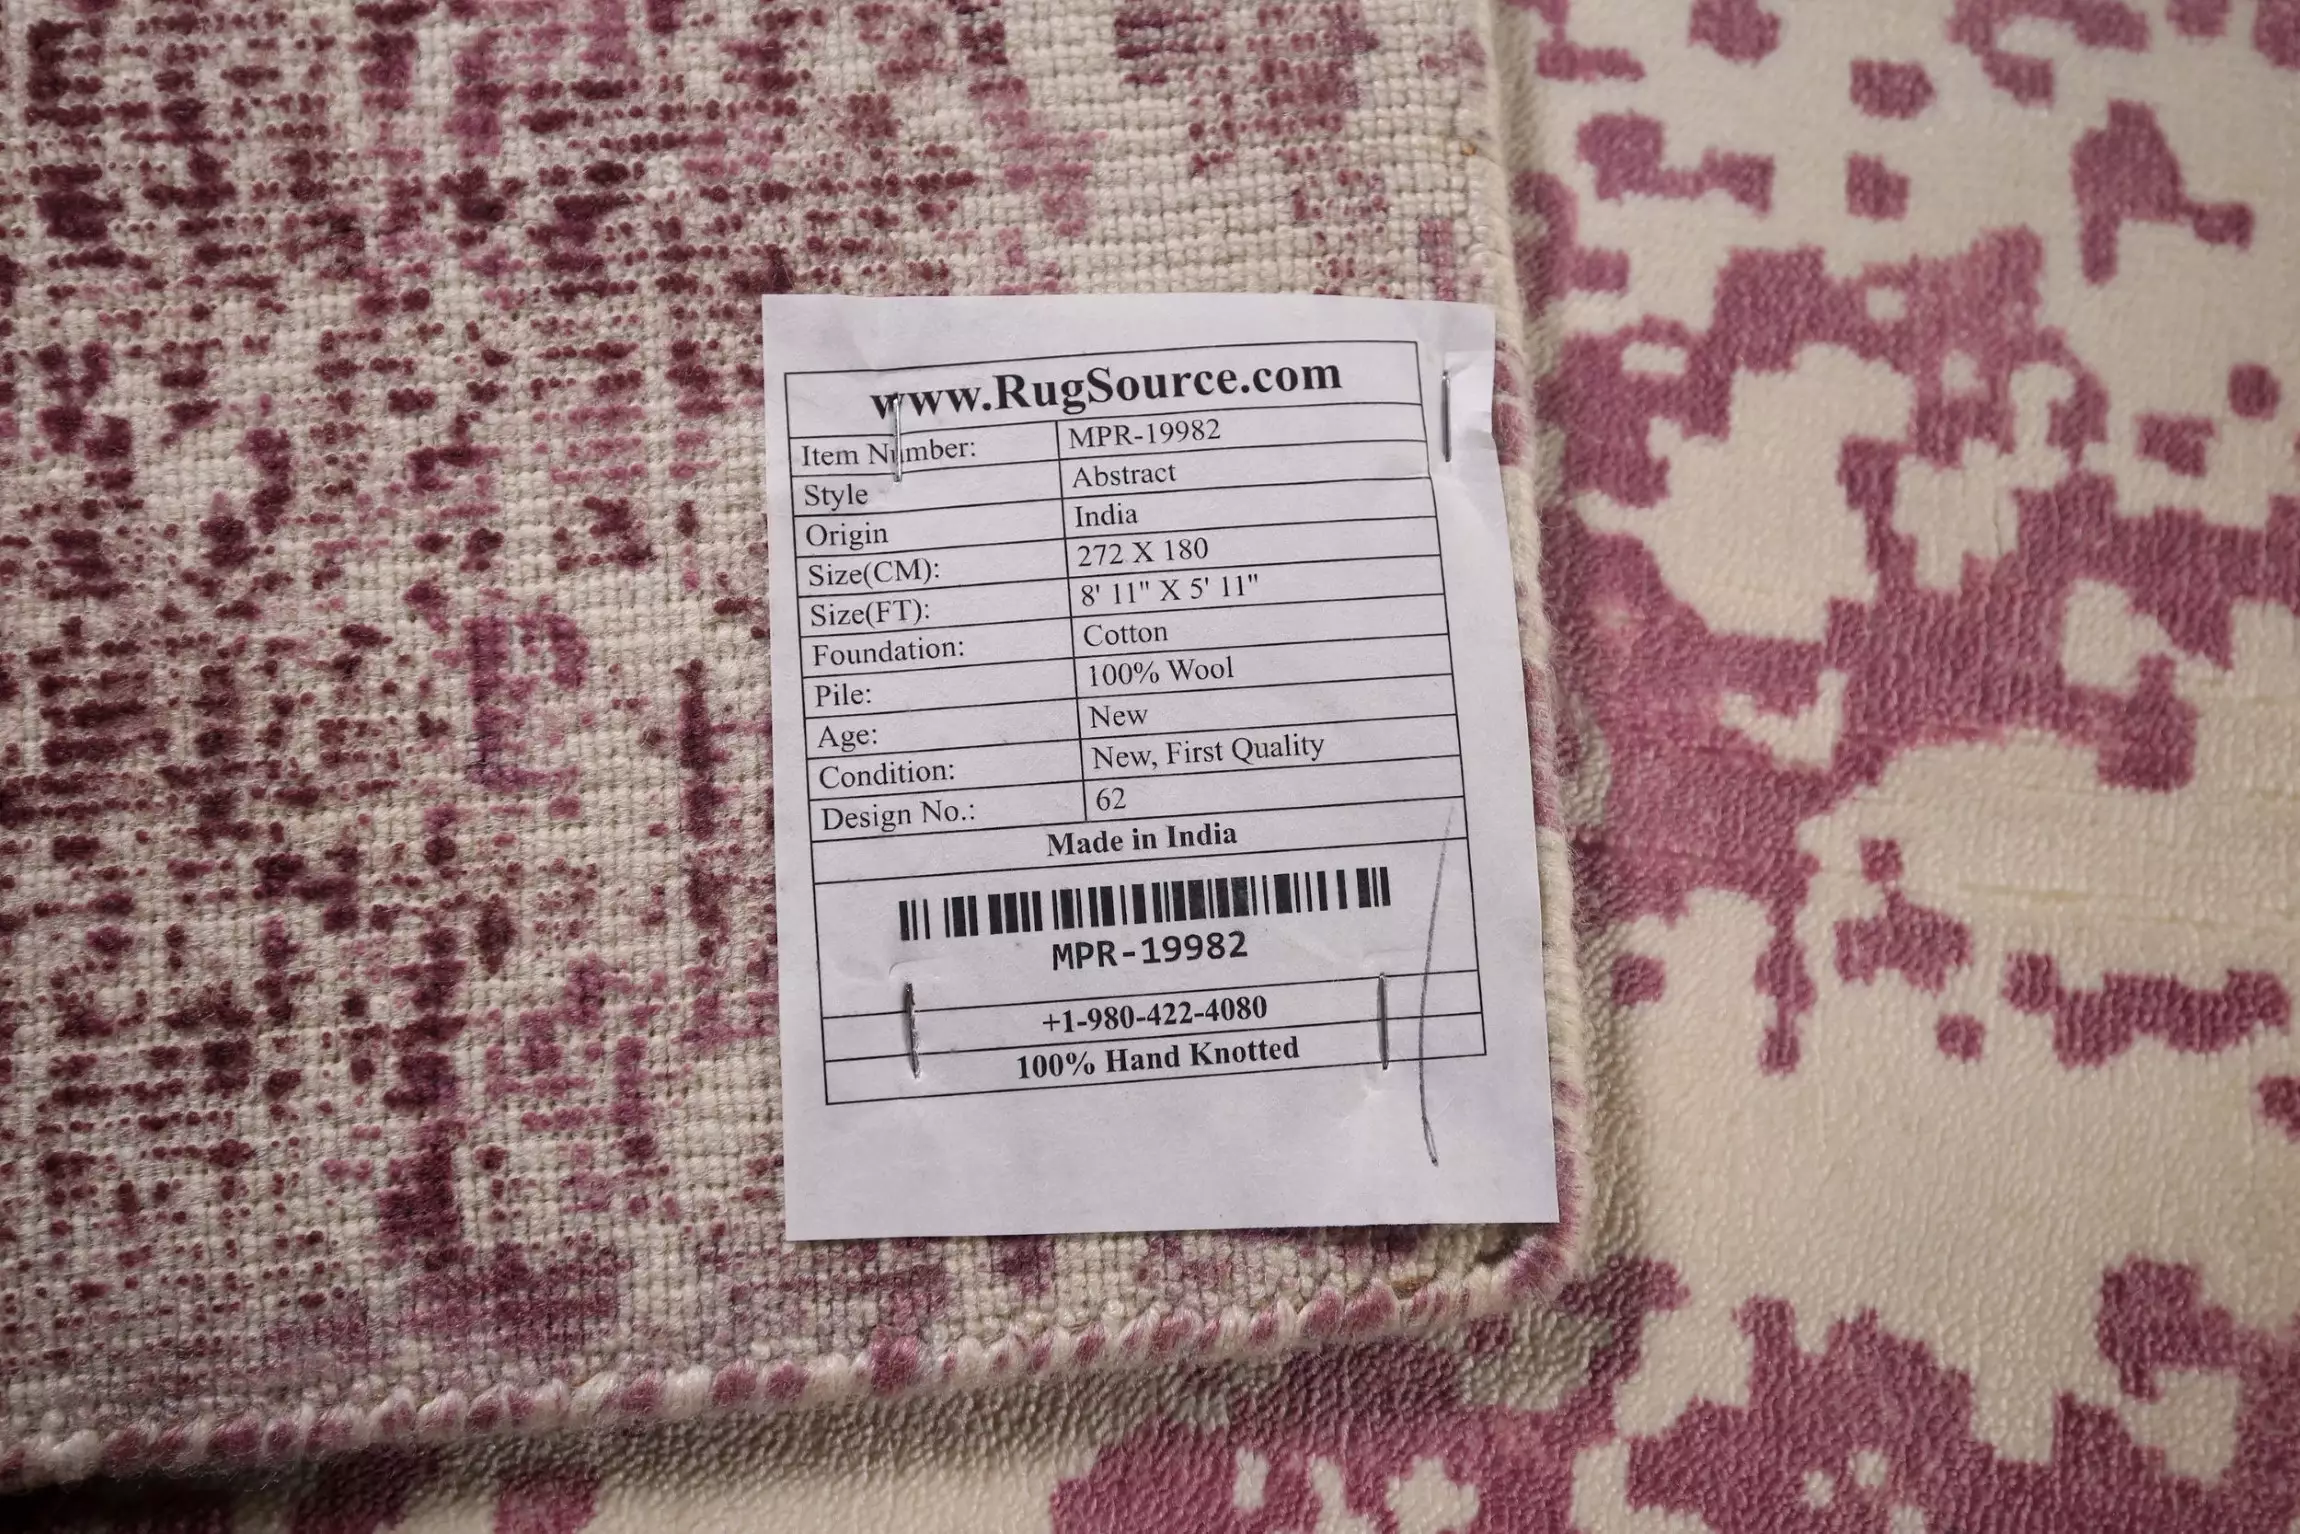 www.RugSource.com
Item Number: MPR-19982
Style Abstract
Origin India
Size(CM): 272 X 180
Size(FT): 8' 11" X 5' 11"
Foundation: Cotton
Pile: 100% Wool
Age: New
Condition: New, First Quality
Design No.: 62
Made in India
MPR-19982
+1-980-422-4080
100% Hand Knotted